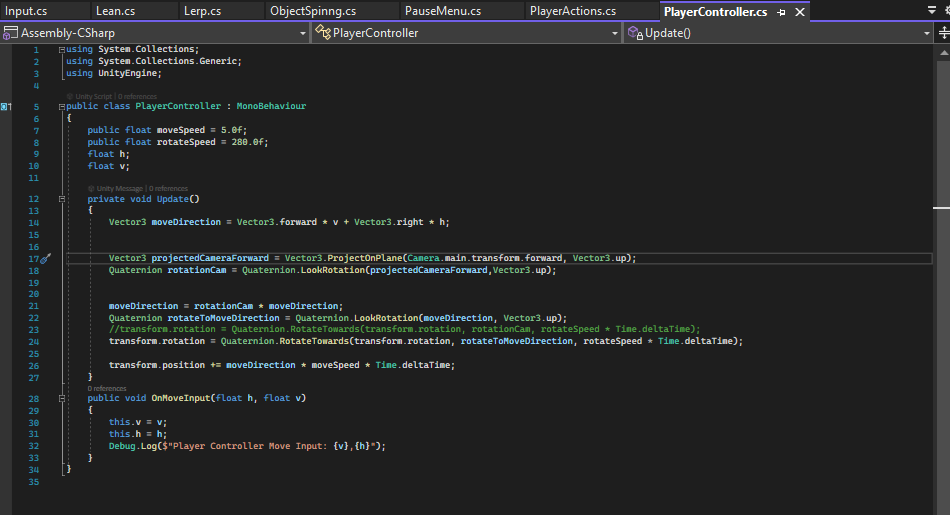 Input.cs Lean.cs Lerp.cs ObjectSpinng.cs PauseMenu.cs PlayerActions.cs PlayerController.cs
Assembly-CSharp PlayerController Update()
1 using System.Collections;
2 using System.Collections.Generic;
3 using UnityEngine;
4
Unity Script | 0 references
5 public class PlayerController : MonoBehaviour
6 {
7 public float moveSpeed = 5.0f;
8 public float rotateSpeed = 280.0f;
9 float h;
10 float v;
11
Unity Message | 0 references
12 private void Update()
13 {
14 Vector3 moveDirection = Vector3.forward * v + Vector3.right * h;
15
16
17 Vector3 projectedCameraForward = Vector3.ProjectOnPlane(Camera.main.transform.forward, Vector3.up);
18 Quaternion rotationCam = Quaternion.LookRotation(projectedCameraForward,Vector3.up);
19
20
21 moveDirection = rotationCam * moveDirection;
22 Quaternion rotateToMoveDirection = Quaternion.LookRotation(moveDirection, Vector3.up);
23 //transform.rotation = Quaternion.RotateTowards(transform.rotation, rotationCam, rotateSpeed * Time.deltaTime);
24 transform.rotation = Quaternion.RotateTowards(transform.rotation, rotateToMoveDirection, rotateSpeed * Time.deltaTime);
25
26 transform.position += moveDirection * moveSpeed * Time.deltaTime;
27 }
0 references
28 public void OnMoveInput(float h, float v)
29 {
30 this.v = v;
31 this.h = h;
32 Debug.Log($"Player Controller Move Input: {v},{h}");
33 }
34 }
35